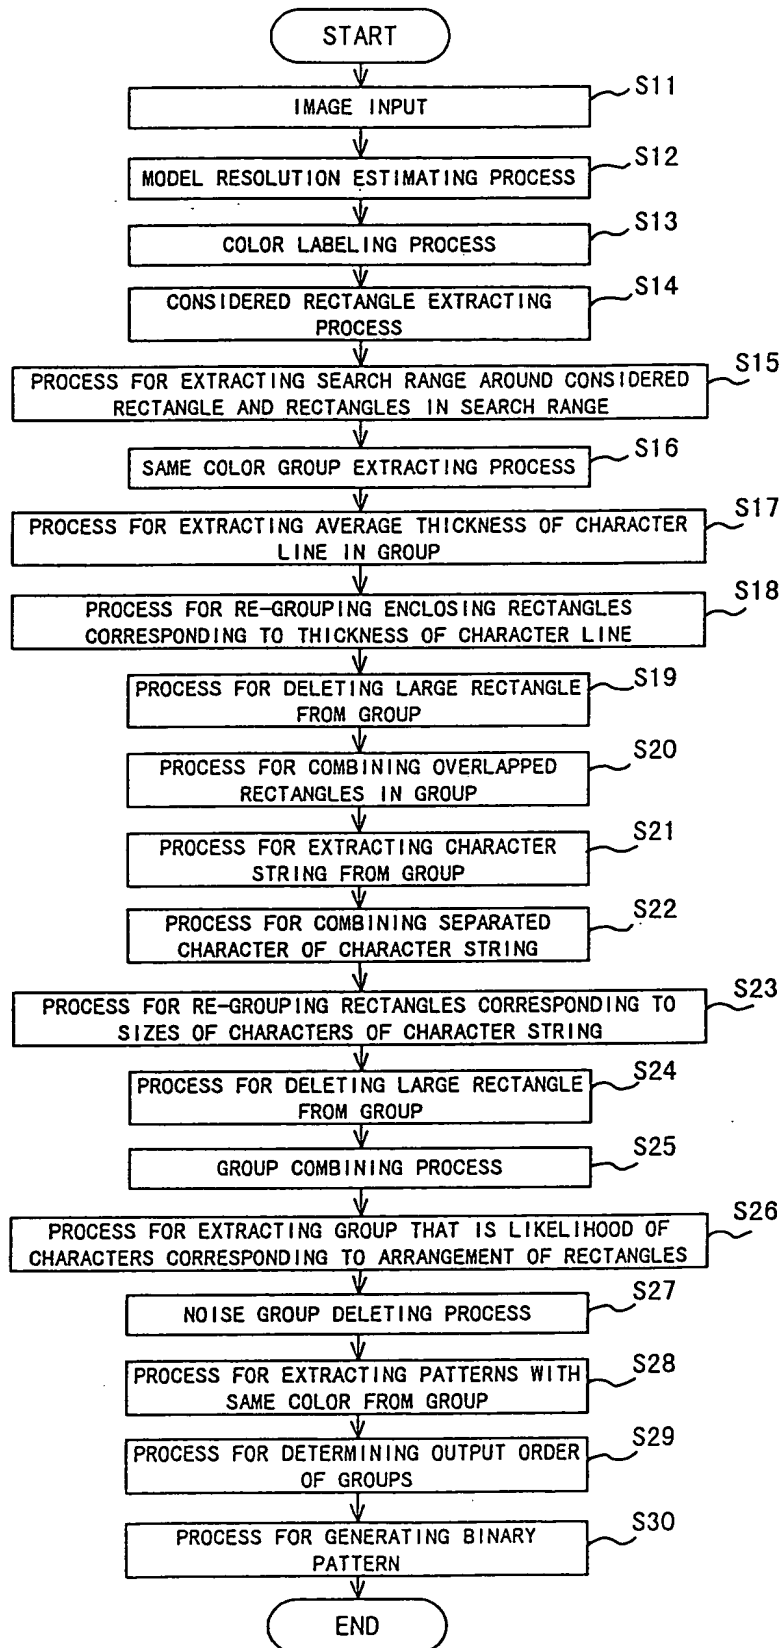 START
S11
IMAGE INPUT
S12
MODEL RESOLUTION ESTIMATING PROCESS
S13
COLOR LABELING PROCESS
S14
CONSIDERED RECTANGLE EXTRACTING
PROCESS
S15
PROCESS FOR EXTRACTING SEARCH RANGE AROUND CONSIDERED
RECTANGLE AND RECTANGLES IN SEARCH RANGE
S16
SAME COLOR GROUP EXTRACTING PROCESS
S17
PROCESS FOR EXTRACTING AVERAGE THICKNESS OF CHARACTER
LINE IN GROUP
S18
PROCESS FOR RE-GROUPING ENCLOSING RECTANGLES
CORRESPONDING TO THICKNESS OF CHARACTER LINE
S19
PROCESS FOR DELETING LARGE RECTANGLE
FROM GROUP
S20
PROCESS FOR COMBINING OVERLAPPED
RECTANGLES IN GROUP
S21
PROCESS FOR EXTRACTING CHARACTER
STRING FROM GROUP
S22
PROCESS FOR COMBINING SEPARATED
CHARACTER OF CHARACTER STRING
S23
PROCESS FOR RE-GROUPING RECTANGLES CORRESPONDING TO
SIZES OF CHARACTERS OF CHARACTER STRING
S24
PROCESS FOR DELETING LARGE RECTANGLE
FROM GROUP
S25
GROUP COMBINING PROCESS
S26
PROCESS FOR EXTRACTING GROUP THAT IS LIKELIHOOD OF
CHARACTERS CORRESPONDING TO ARRANGEMENT OF RECTANGLES
S27
NOISE GROUP DELETING PROCESS
S28
PROCESS FOR EXTRACTING PATTERNS WITH
SAME COLOR FROM GROUP
S29
PROCESS FOR DETERMINING OUTPUT ORDER
OF GROUPS
S30
PROCESS FOR GENERATING BINARY
PATTERN
END